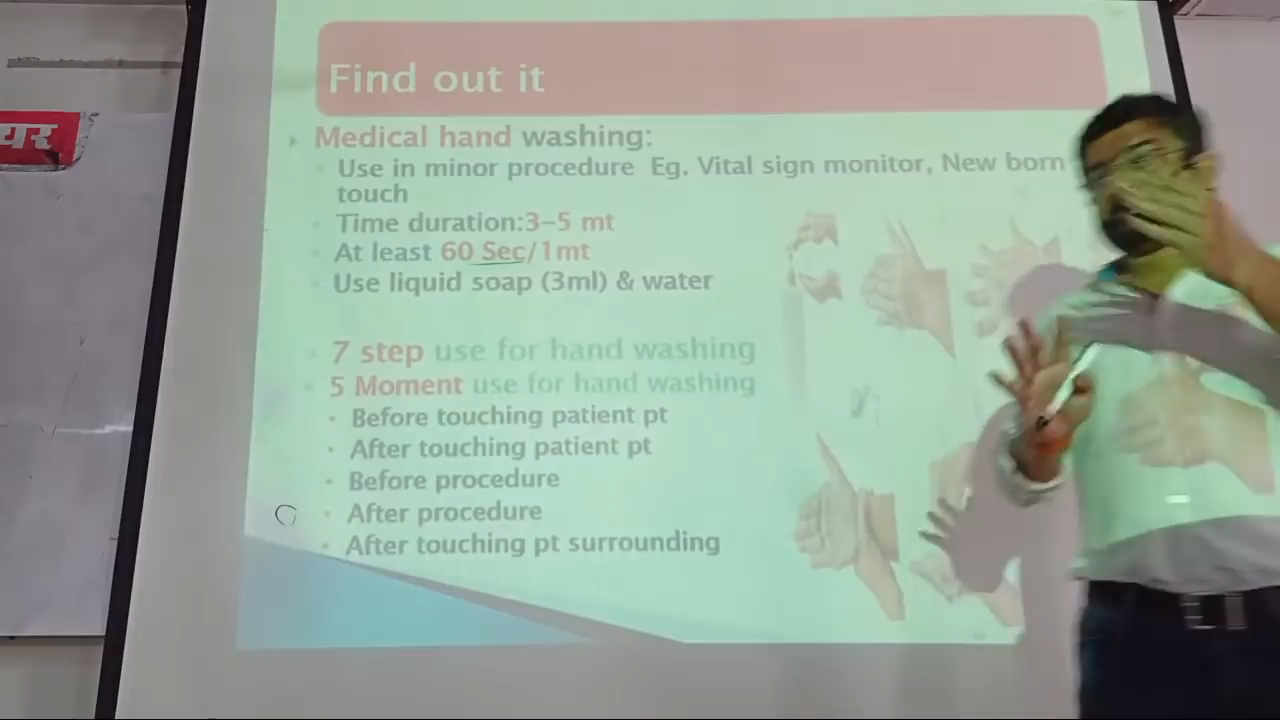 यर
Find out it
Medical hand washing:
Use in minor procedure Eg. Vital sign monitor, New born
touch
Time duration:3-5 mt
At least 60 Sec/1mt
Use liquid soap (3ml) & water
7 step use for hand washing
5 Moment use for hand washing
Before touching patient pt
After touching patient pt
Before procedure
After procedure
After touching pt surrounding